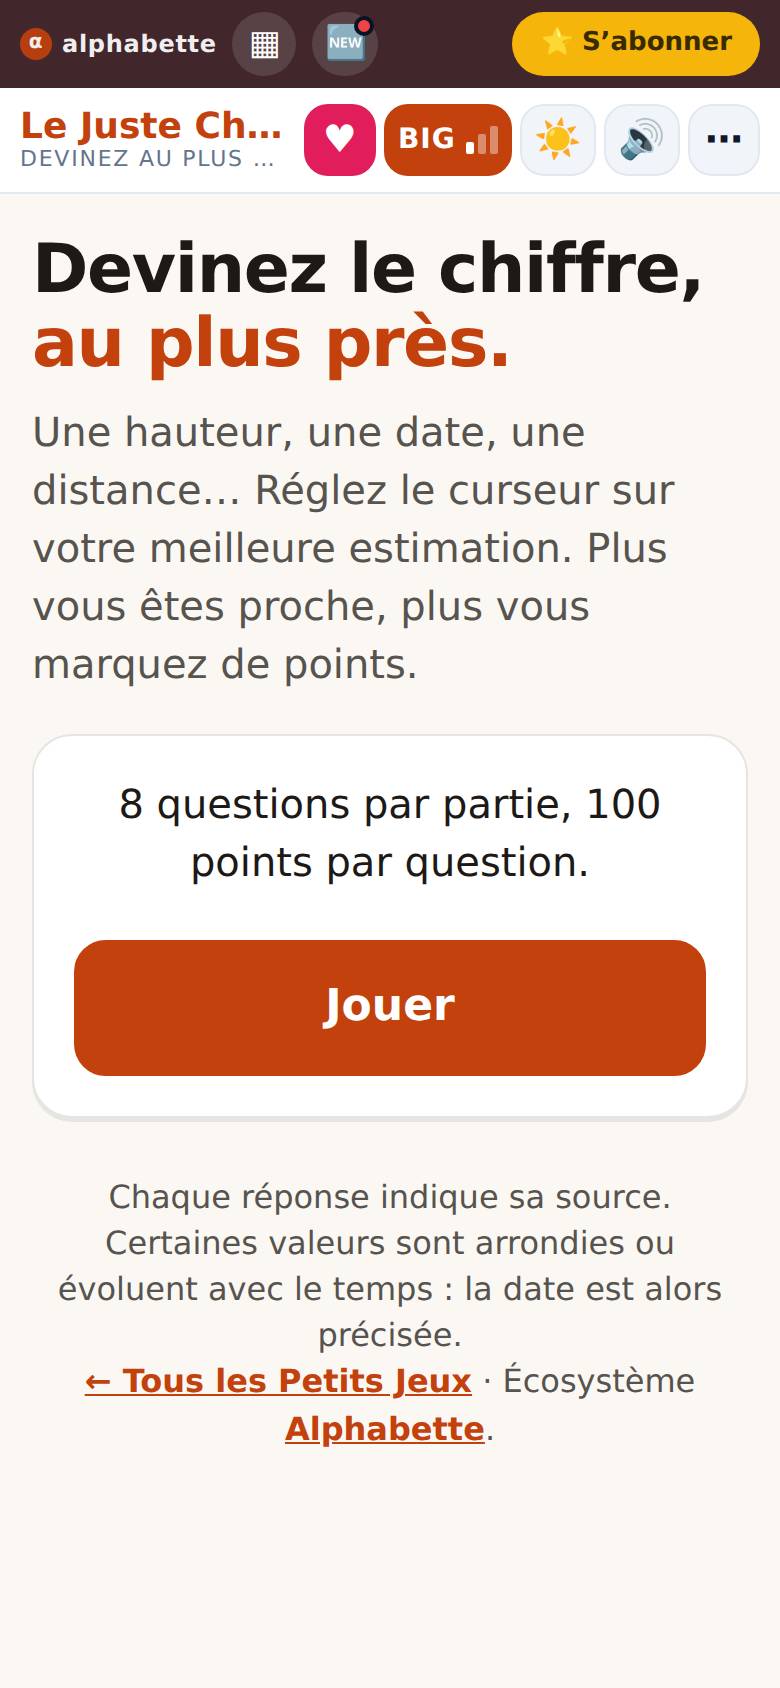 α alphabette
NEW
⭐ S’abonner
Le Juste Ch…
DEVINEZ AU PLUS …
♥
BIG
⋯
Devinez le chiffre,
au plus près.
Une hauteur, une date, une
distance… Réglez le curseur sur
votre meilleure estimation. Plus
vous êtes proche, plus vous
marquez de points.
8 questions par partie, 100
points par question.
Jouer
Chaque réponse indique sa source.
Certaines valeurs sont arrondies ou
évoluent avec le temps : la date est alors
précisée.
← Tous les Petits Jeux · Écosystème
Alphabette.